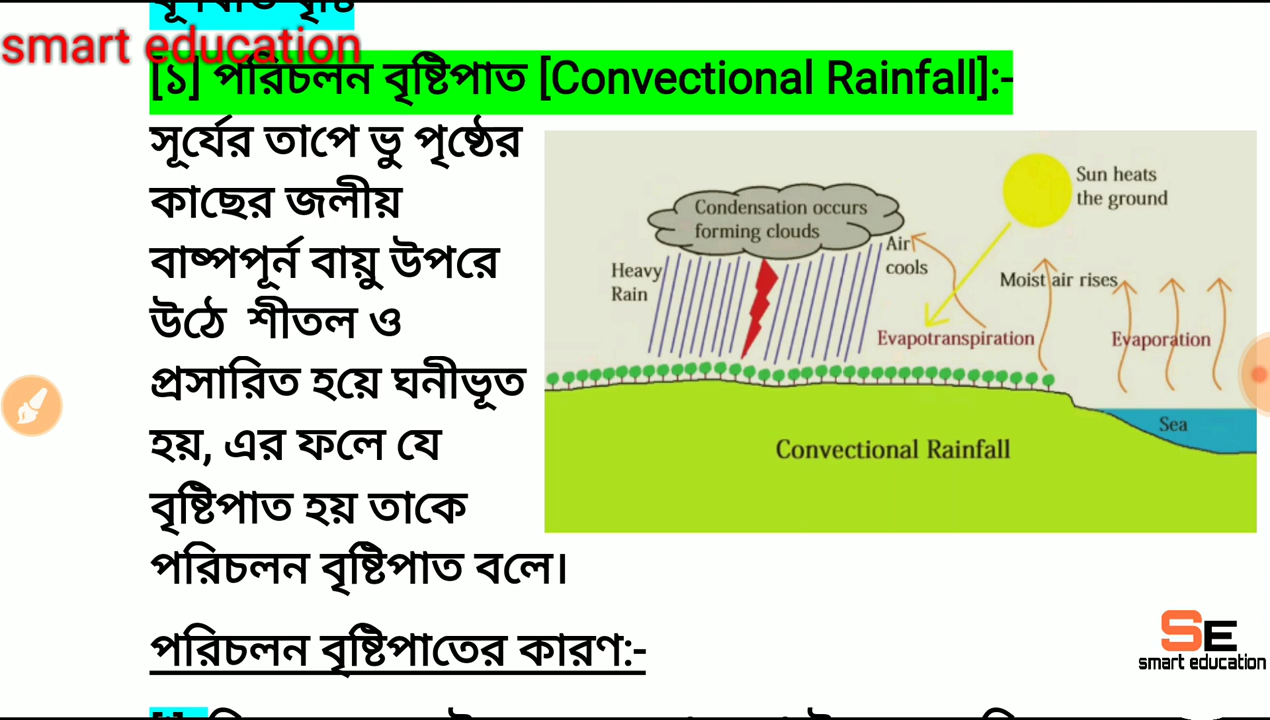 smart education
[১] পরিচলন বৃষ্টিপাত [Convectional Rainfall]:-
সূর্যের তাপে ভু পৃষ্ঠের
কাছের জলীয়
বাষ্পপূর্ন বায়ু উপরে
উঠে শীতল ও
প্রসারিত হয়ে ঘনীভূত
হয়, এর ফলে যে
বৃষ্টিপাত হয় তাকে
পরিচলন বৃষ্টিপাত বলে।
Sun heats
the ground
Condensation occurs
forming clouds
Air
cools
Heavy
Rain
Moist air rises
Evapotranspiration
Evaporation
Sea
Convectional Rainfall
পরিচলন বৃষ্টিপাতের কারণ:-
SE
smart education